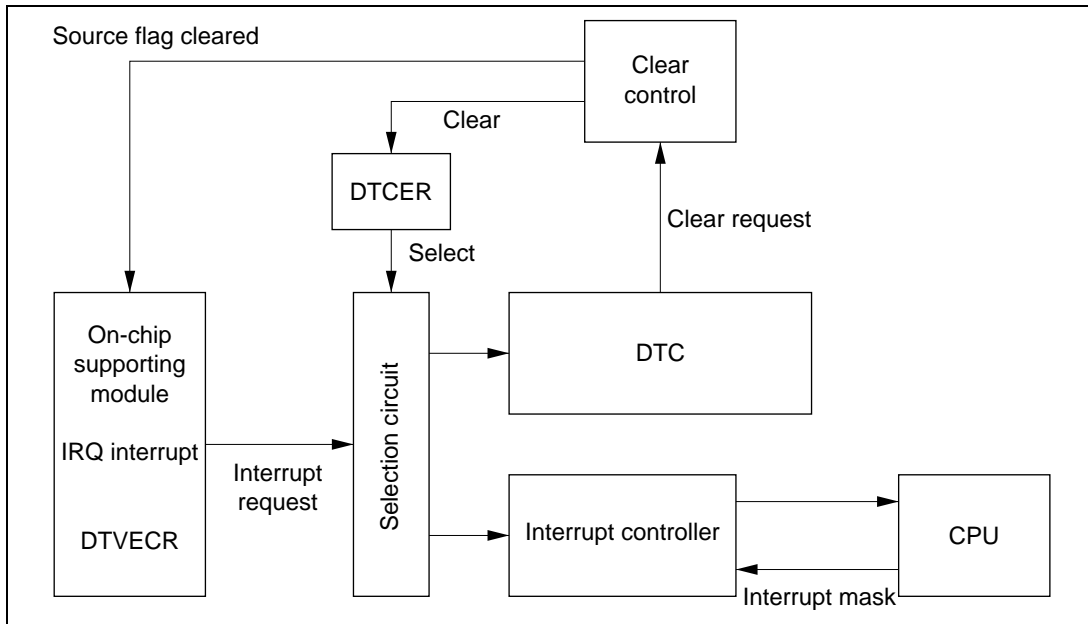 Source flag cleared
Clear
control
Clear
DTCER
Clear request
Select
On-chip
supporting
module
IRQ interrupt
DTVECR
Interrupt
request
Selection circuit
DTC
Interrupt controller
CPU
Interrupt mask